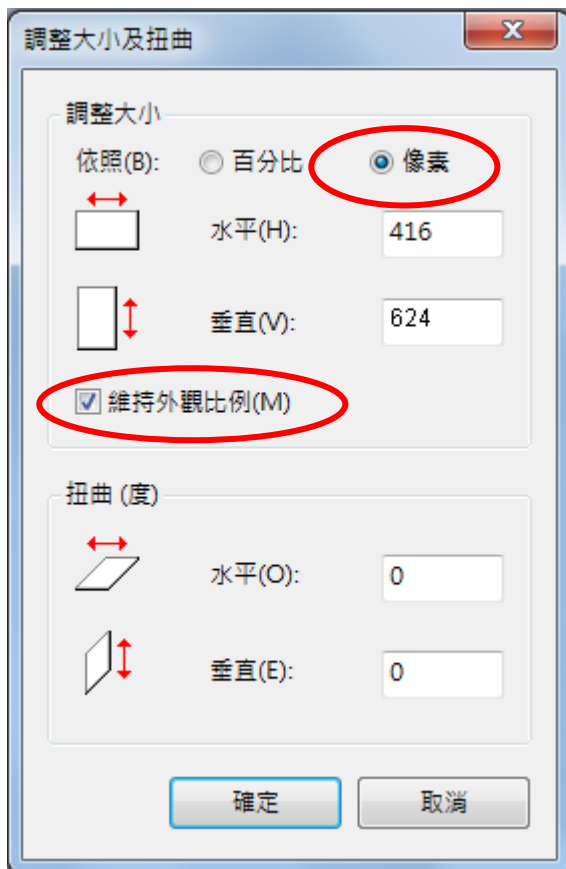 調整大小及扭曲
調整大小
依照(B): 百分比 像素
水平(H): 416
垂直(V): 624
維持外觀比例(M)
扭曲 (度)
水平(O): 0
垂直(E): 0
確定 取消